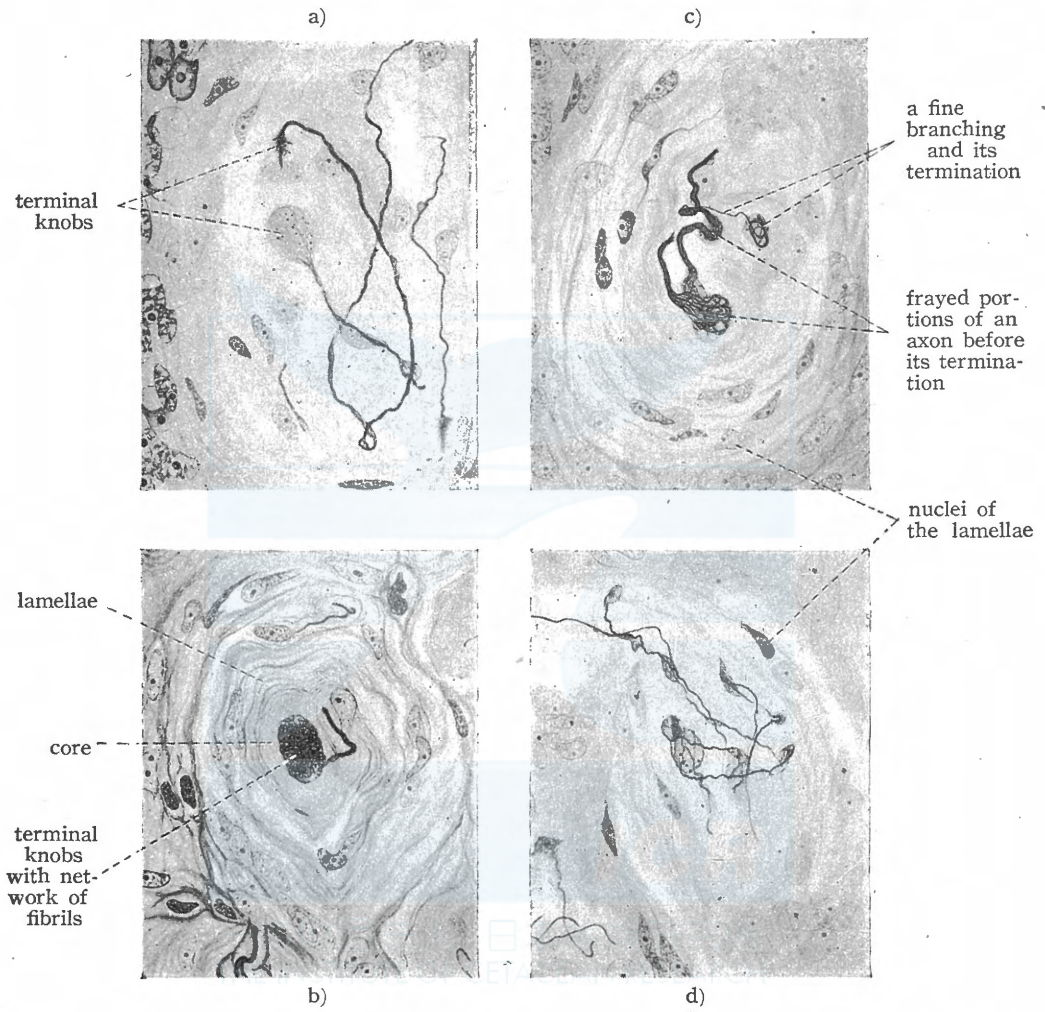 a)
c)
terminal
knobs
a fine
branching
and its
termination
frayed por-
tions of an
axon before
its termina-
tion
nuclei of
the lamellae
lamellae
core
terminal
knobs
with net-
work of
fibrils
b)
d)